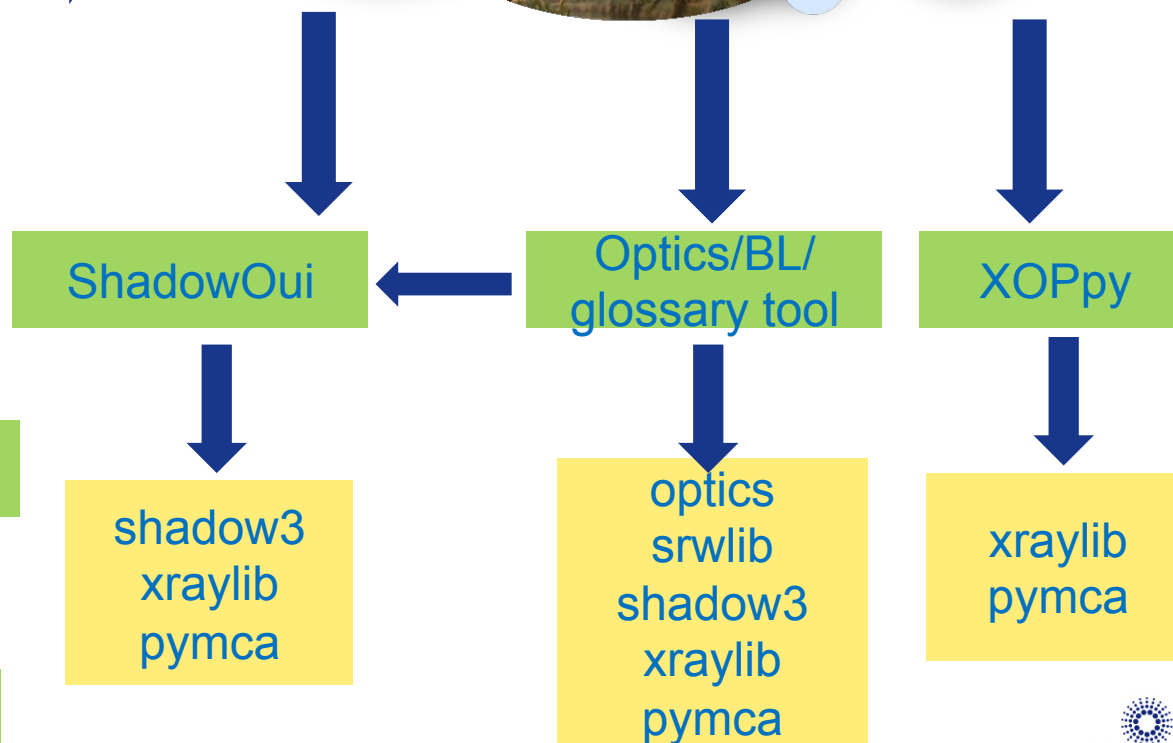 ShadowOui
Optics/BL/
glossary tool
XOPpy
shadow3
xraylib
pymca
optics
srwlib
shadow3
xraylib
pymca
xraylib
pymca